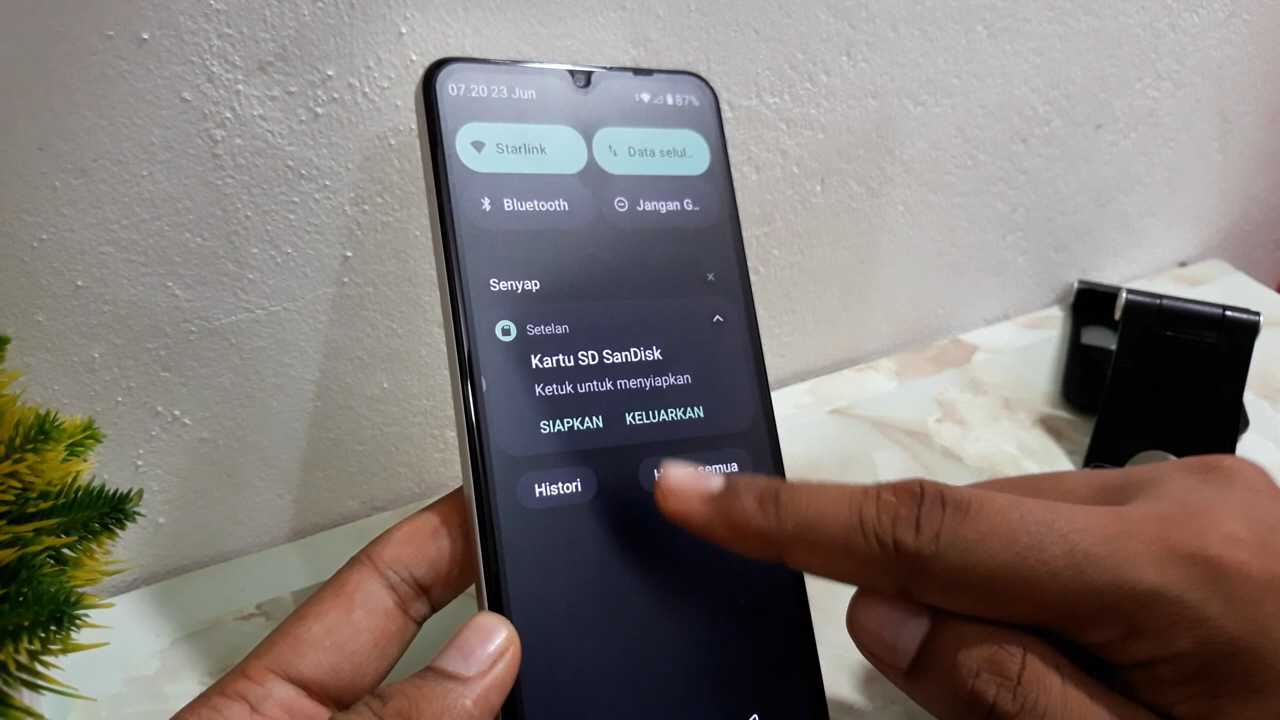 07.20 23 Jun 87%
Starlink Data selul..
Bluetooth Jangan G..
Senyap
Setelan
Kartu SD SanDisk
Ketuk untuk menyiapkan
SIAPKAN KELUARKAN
Histori semua